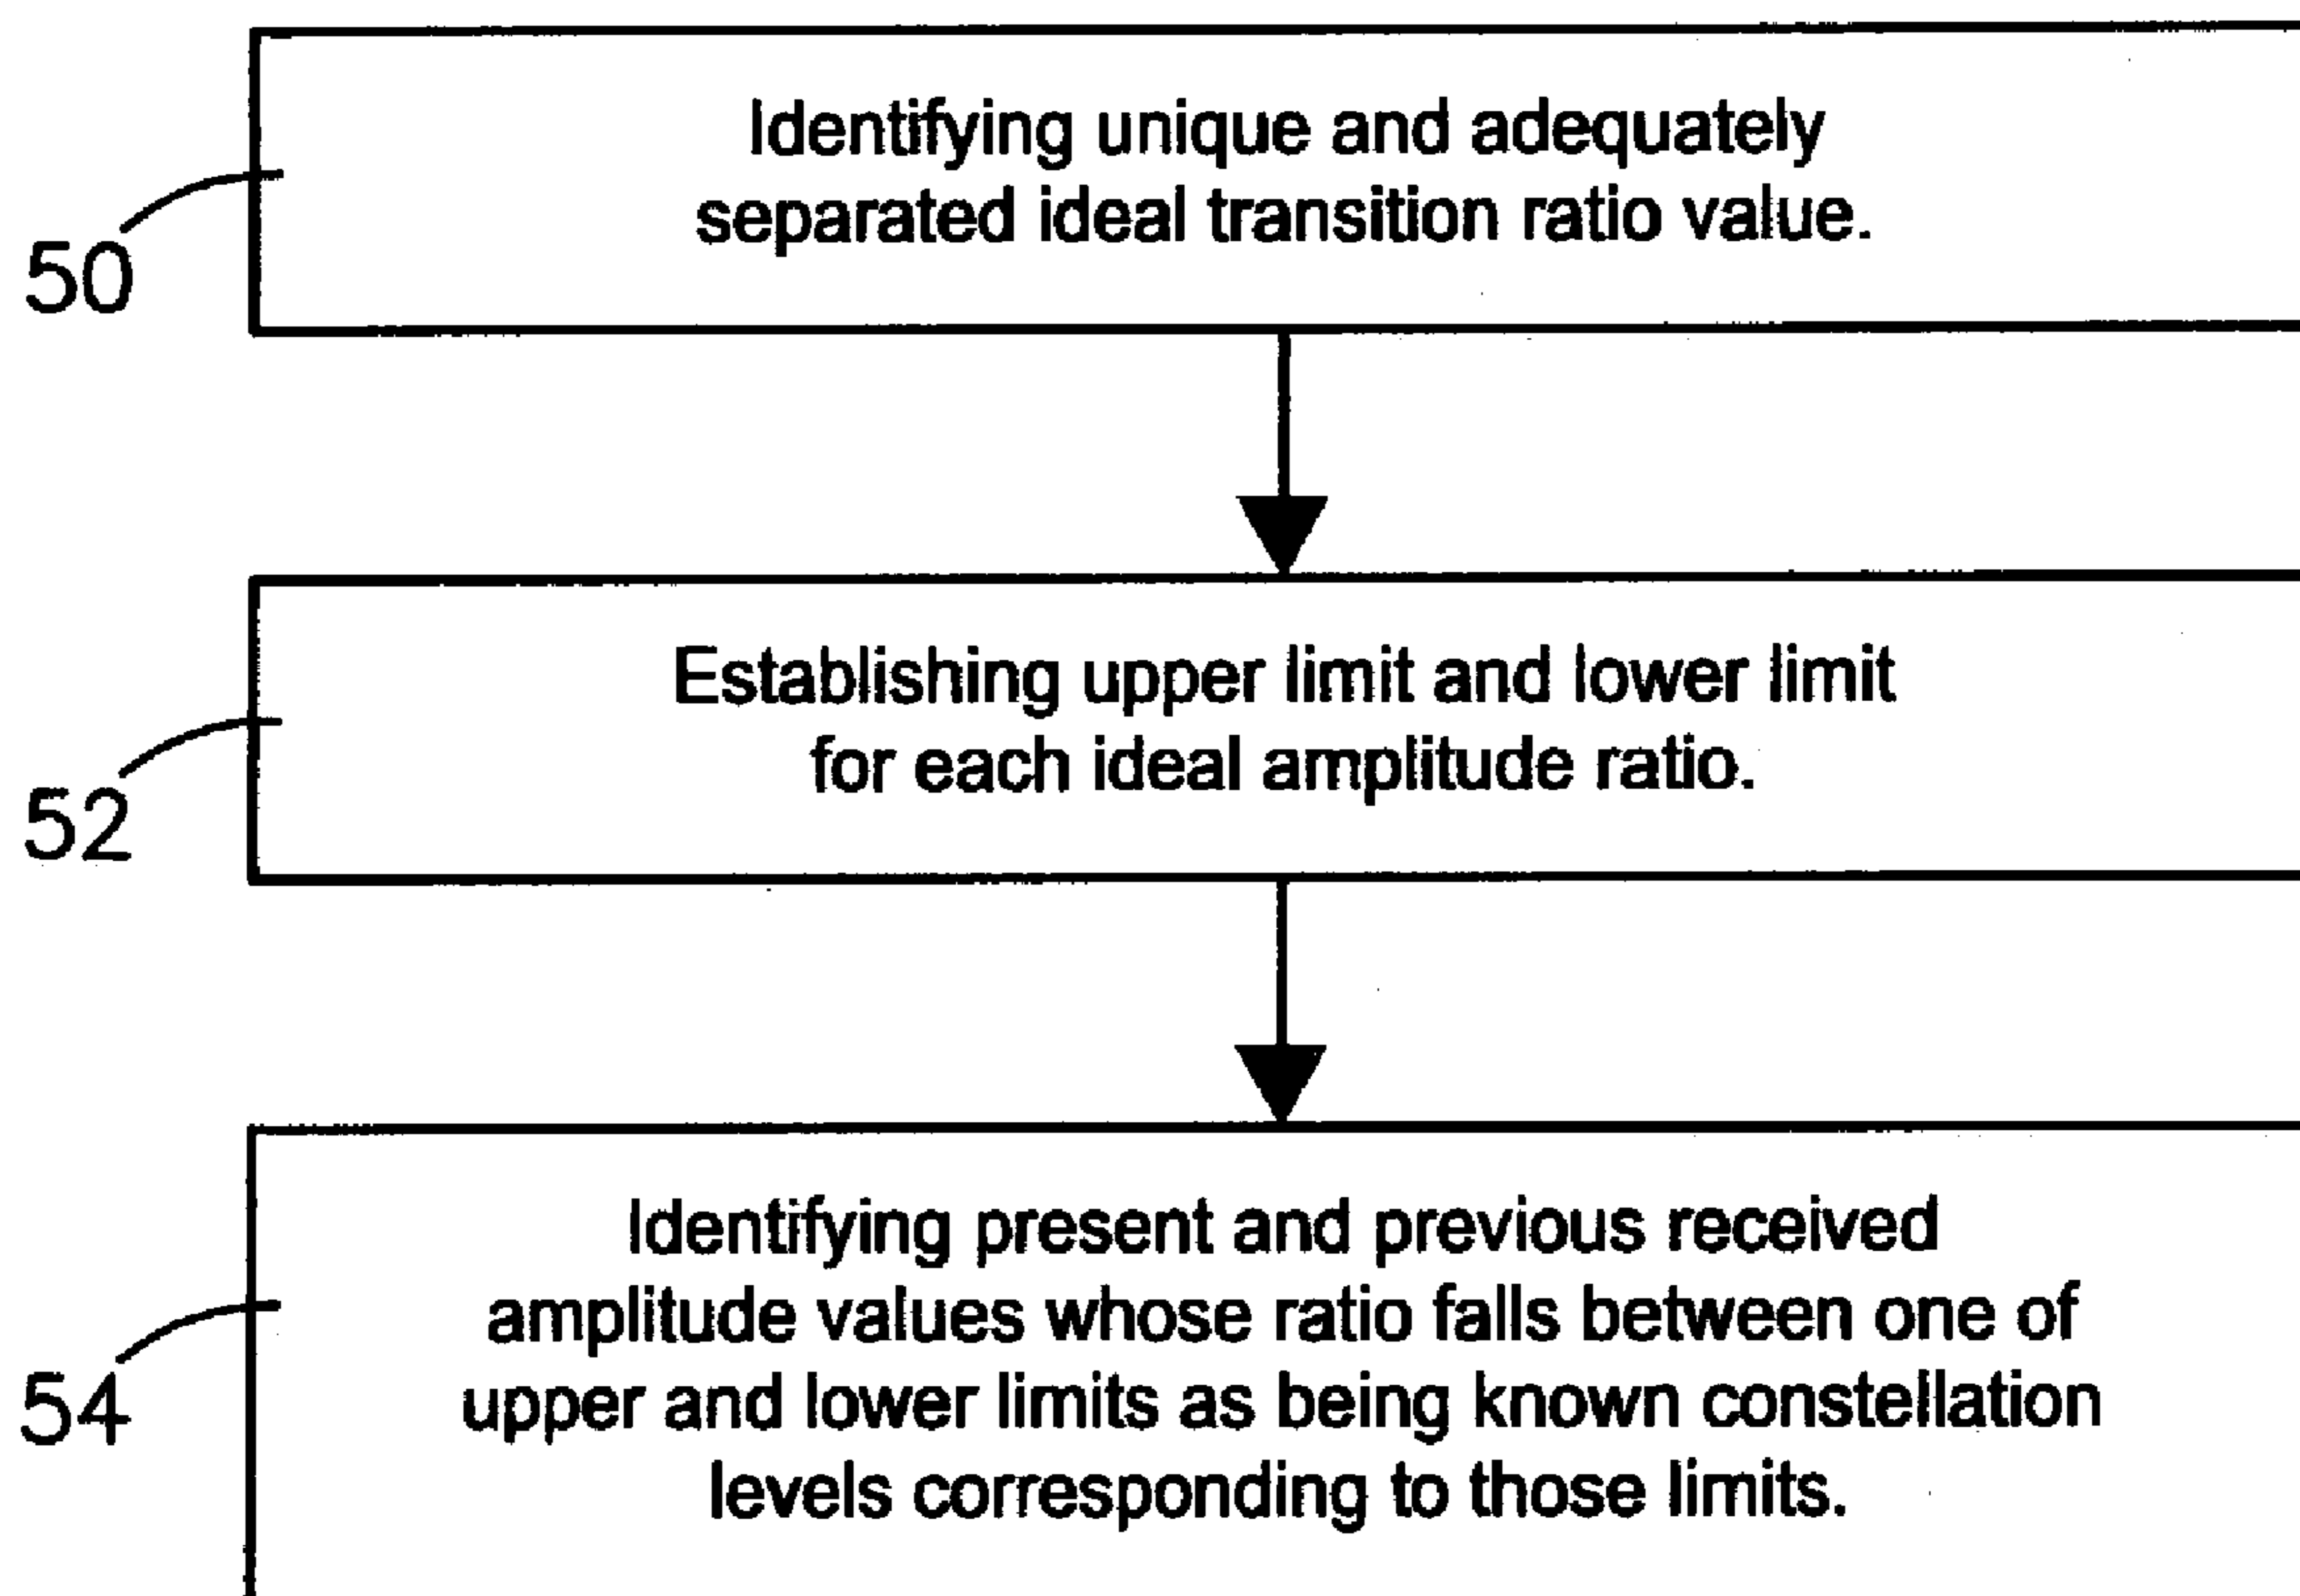 Identifying unique and adequately
separated ideal transition ratio value.
50
Establishing upper limit and lower limit
for each ideal amplitude ratio.
52
Identifying present and previous received
amplitude values whose ratio falls between one of
upper and lower limits as being known constellation
levels corresponding to those limits.
54